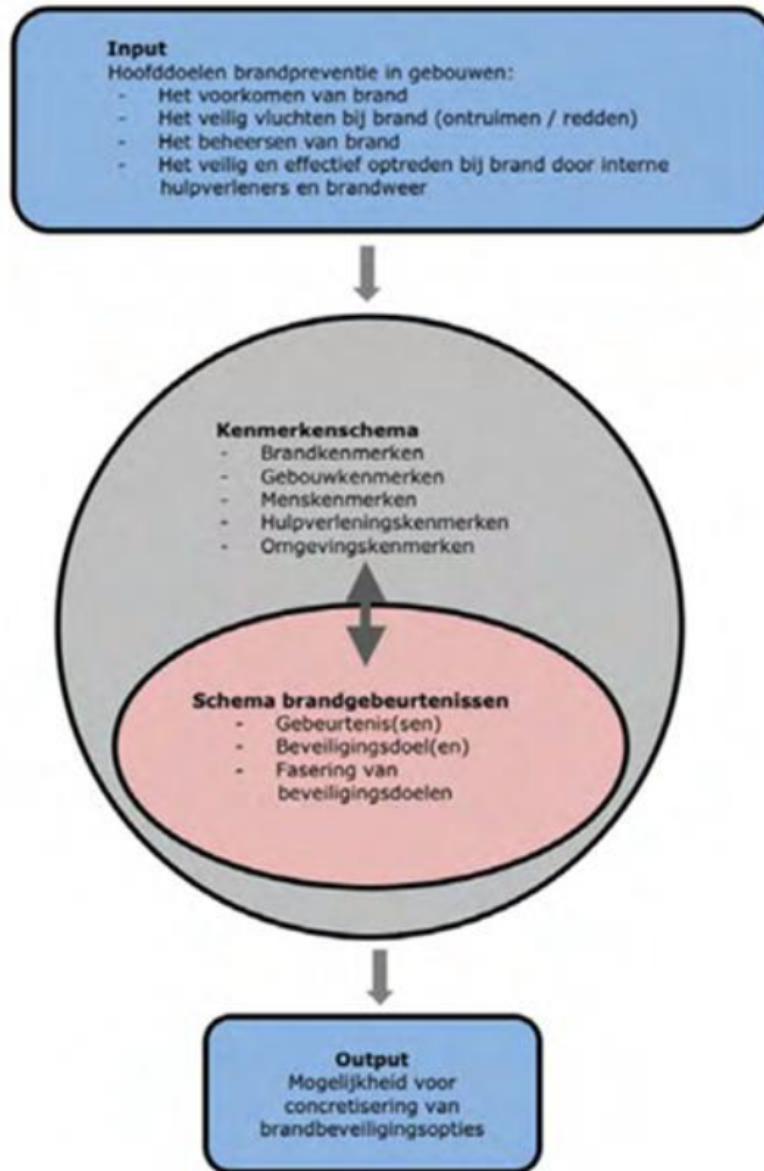 Input
Hoofddoelen brandpreventie in gebouwen:
- Het voorkomen van brand
- Het veilig vluchten bij brand (ontruimen / redden)
- Het beheersen van brand
- Het veilig en effectief optreden bij brand door interne
hulpverleners en brandweer
Kenmerkenschema
- Brandkenmerken
- Gebouwkenmerken
- Menskenmerken
- Hulpverleningskenmerken
- Omgevingskenmerken
Schema brandgebeurtenissen
- Gebeurtenis(sen)
- Beveiligingsdoel(en)
- Fasering van
beveiligingsdoelen
Output
Mogelijkheid voor
concretisering van
brandbeveiligingsopties